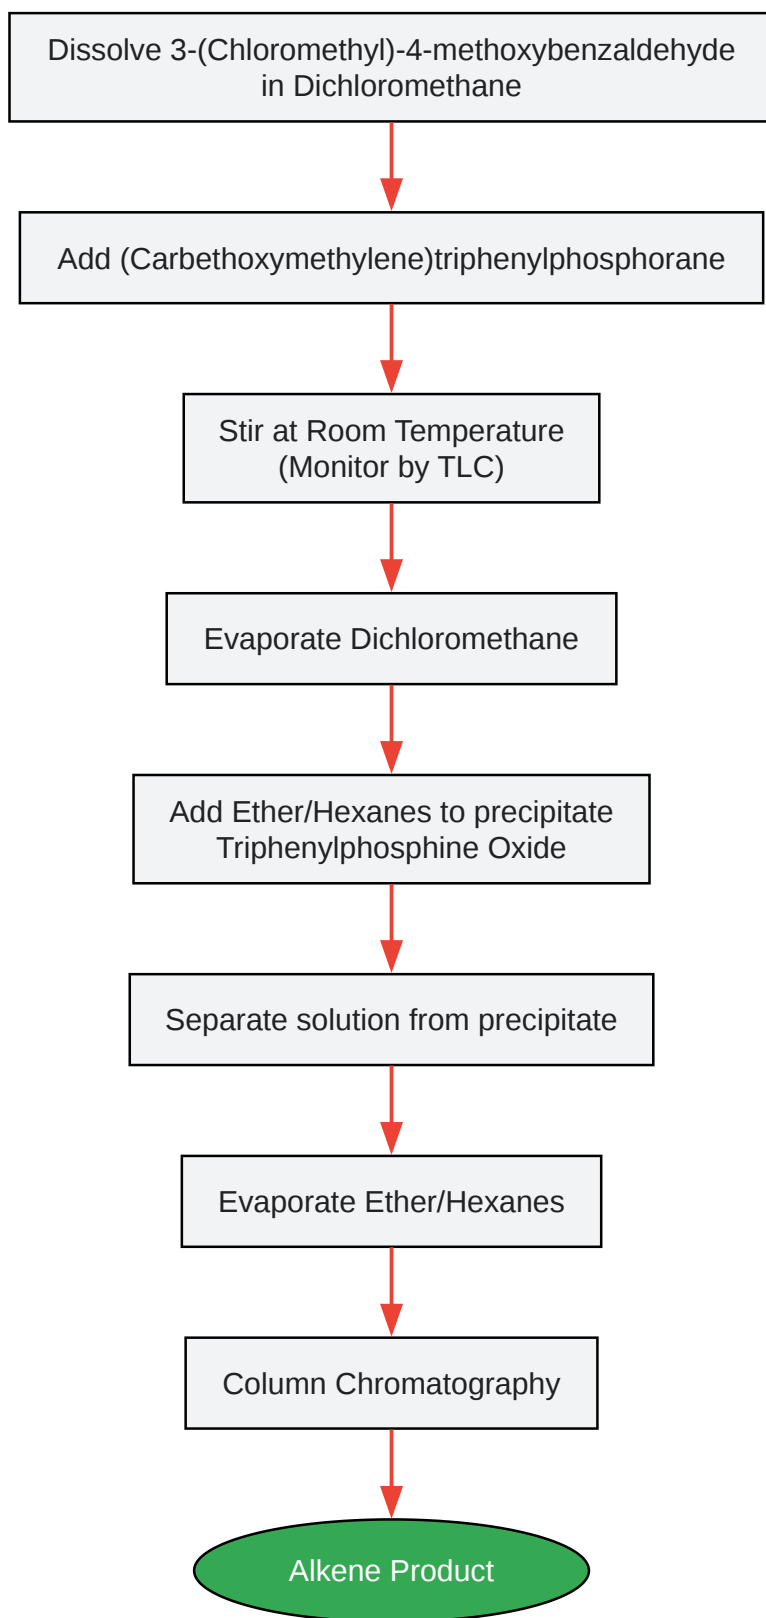 Dissolve 3-(Chloromethyl)-4-methoxybenzaldehyde
in Dichloromethane
Add (Carbethoxymethylene)triphenylphosphorane
Stir at Room Temperature
(Monitor by TLC)
Evaporate Dichloromethane
Add Ether/Hexanes to precipitate
Triphenylphosphine Oxide
Separate solution from precipitate
Evaporate Ether/Hexanes
Column Chromatography
Alkene Product